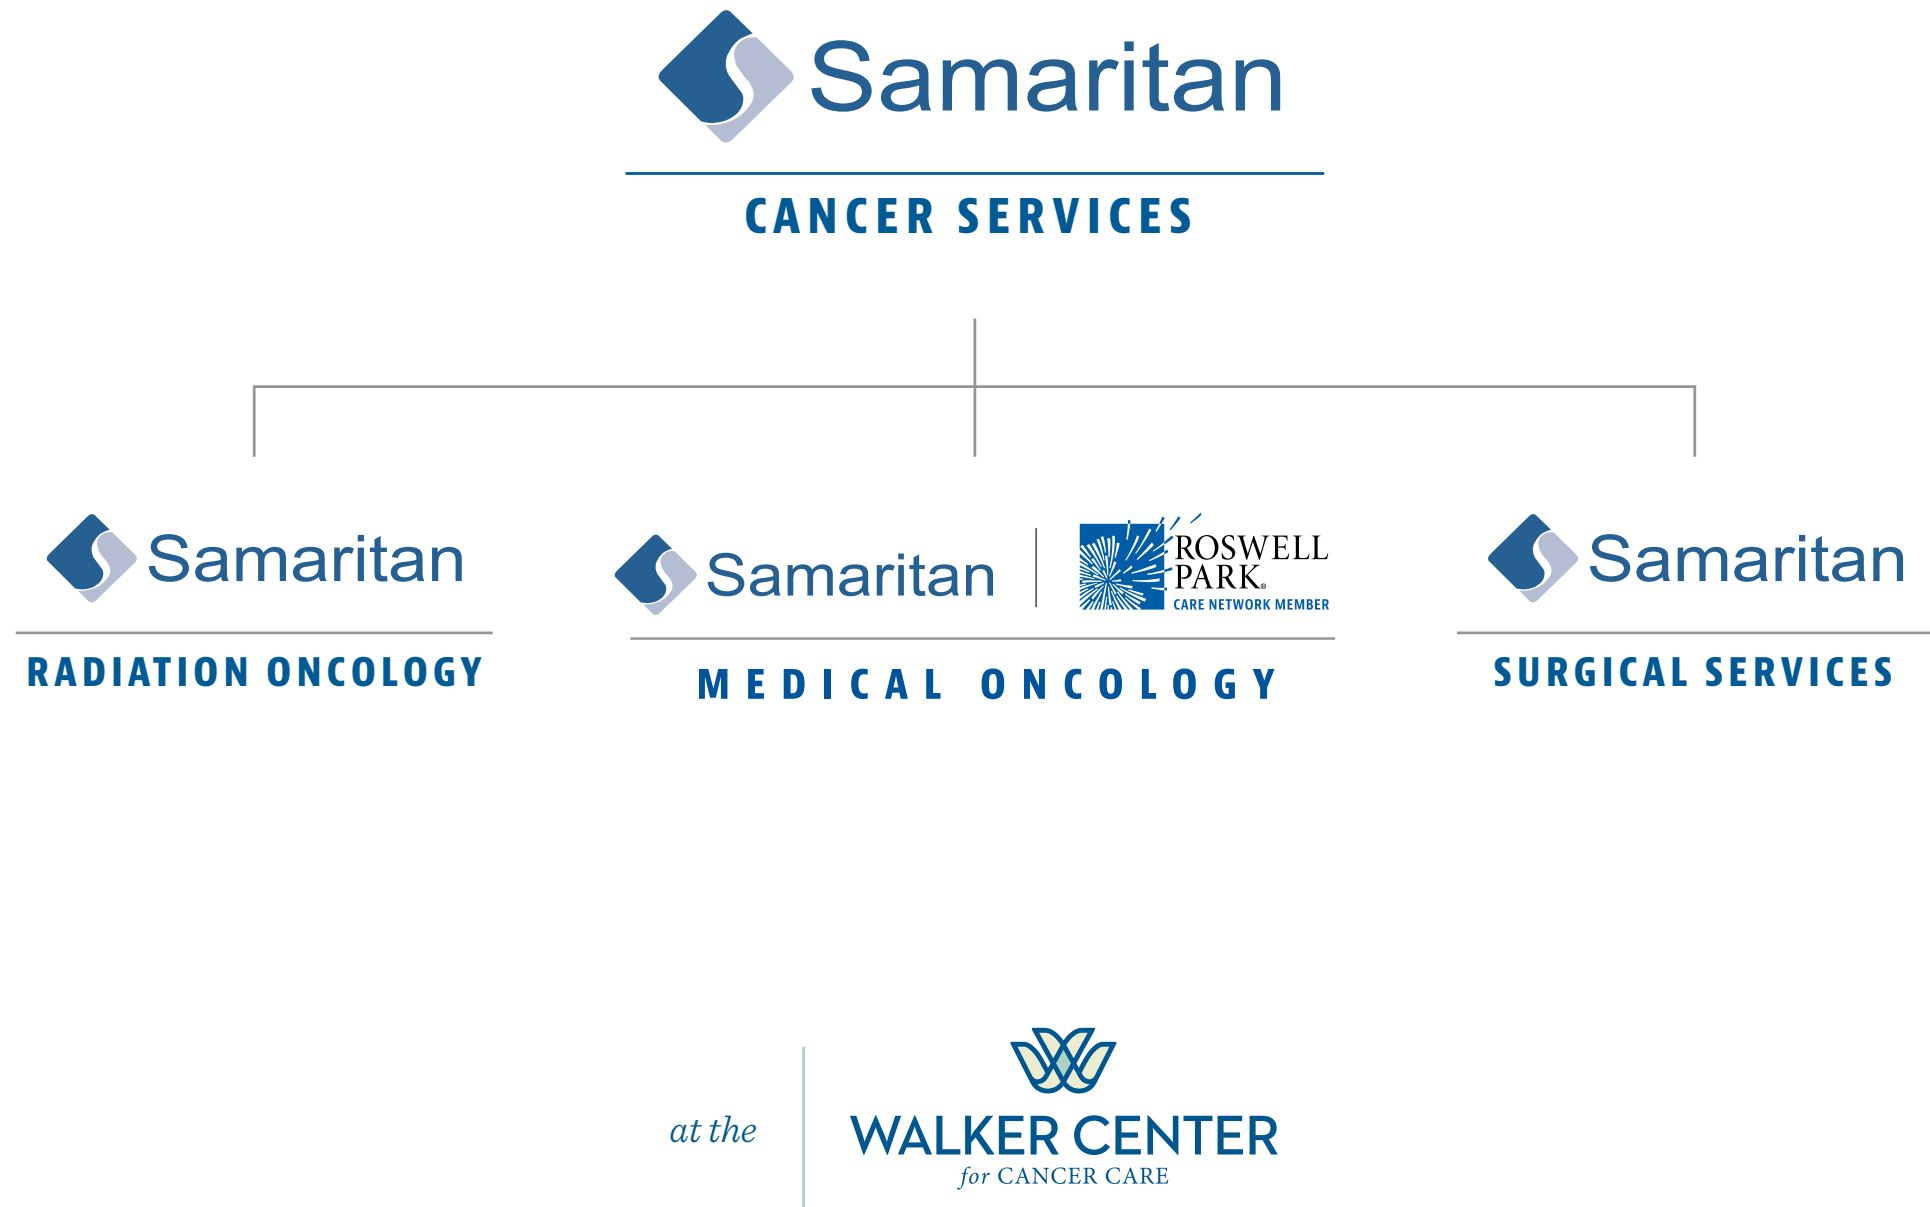 Samaritan
CANCER SERVICES
Samaritan
RADIATION ONCOLOGY
Samaritan
ROSWELL
PARK®
CARE NETWORK MEMBER
MEDICAL ONCOLOGY
Samaritan
SURGICAL SERVICES
at the
WALKER CENTER
for CANCER CARE